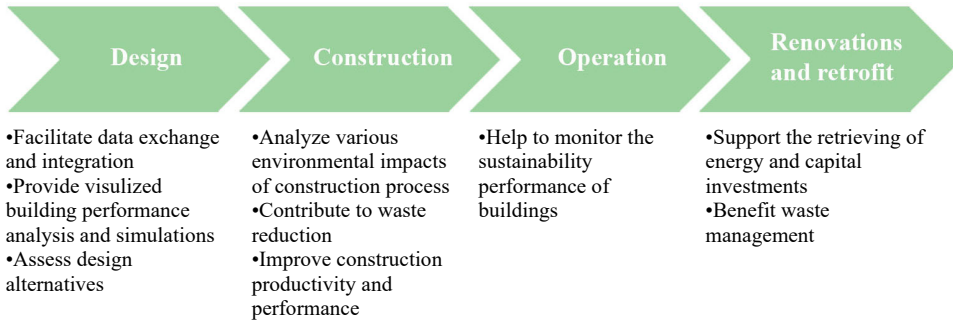 Design
Construction
Operation
Renovations
and retrofit
•Facilitate data exchange
and integration
•Provide visulized
building performance
analysis and simulations
•Assess design
alternatives
•Analyze various
environmental impacts
of construction process
•Contribute to waste
reduction
•Improve construction
productivity and
performance
•Help to monitor the
sustainability
performance of
buildings
•Support the retrieving of
energy and capital
investments
•Benefit waste
management